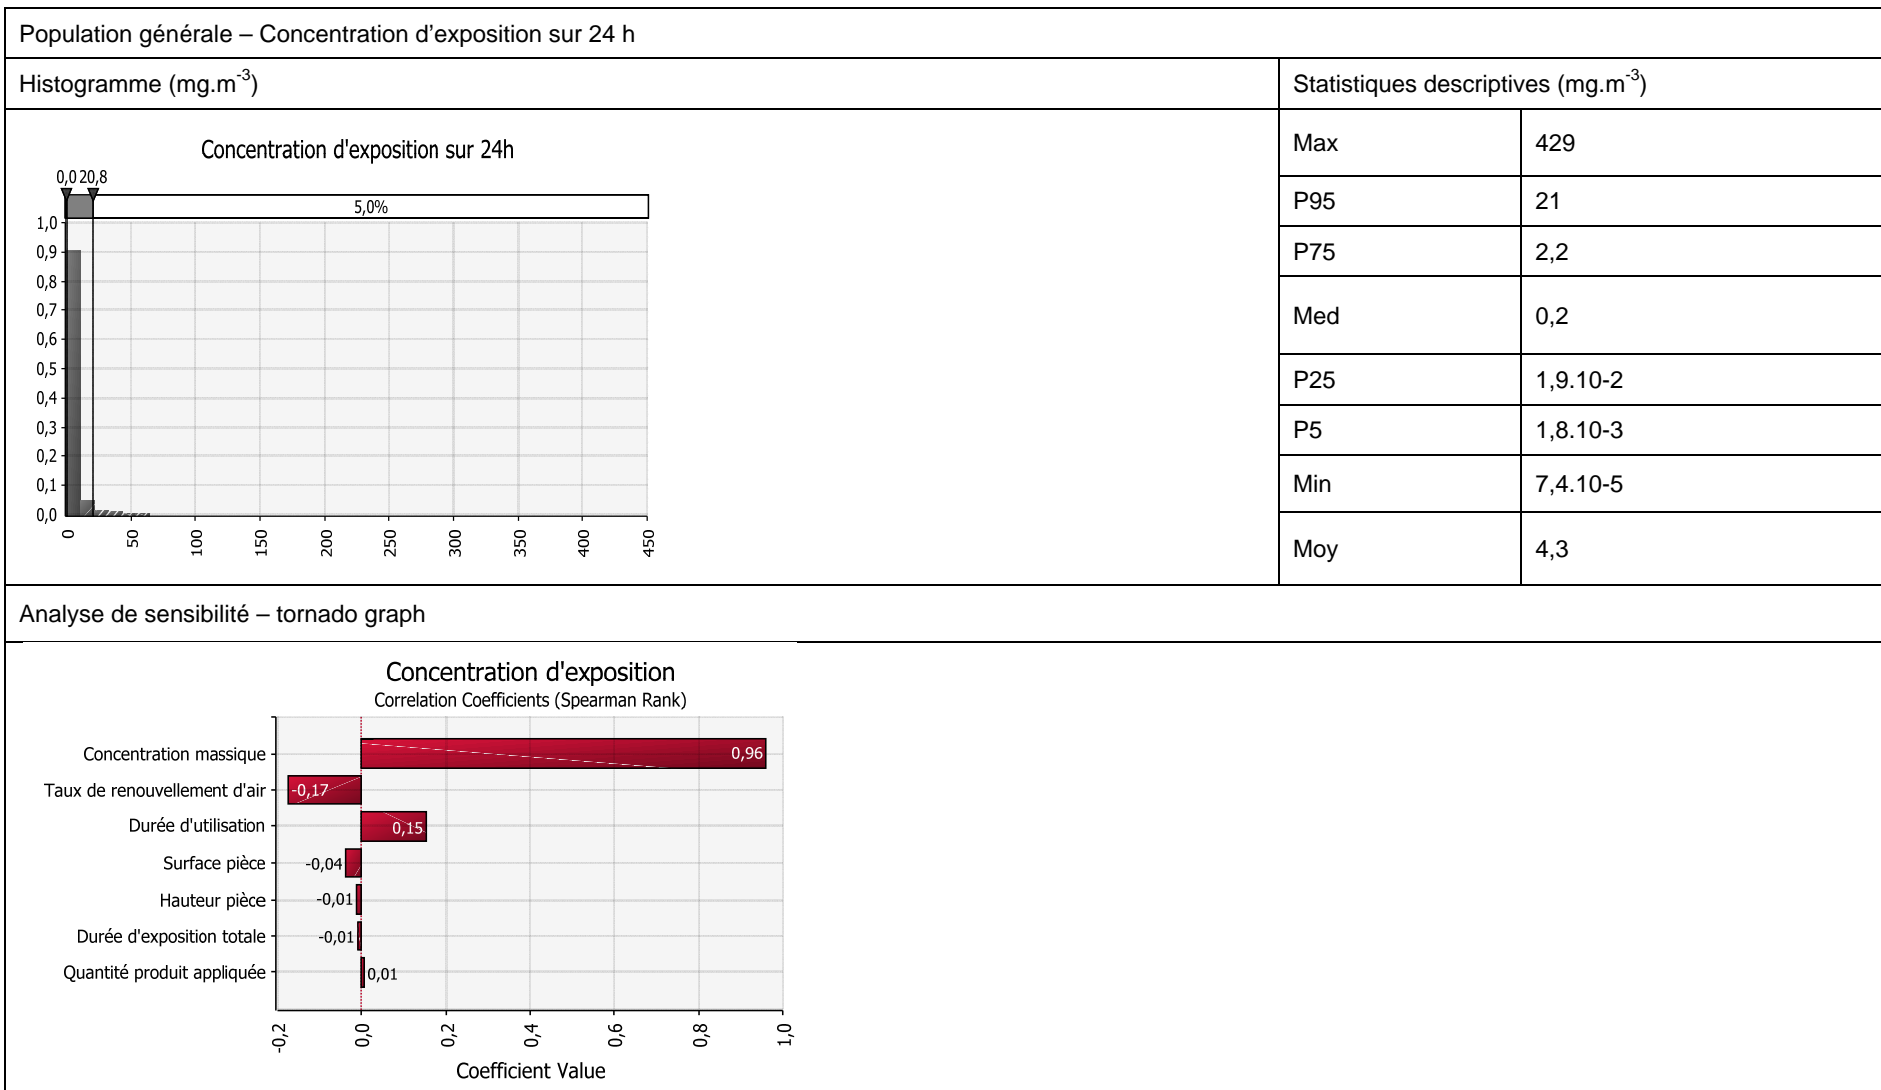 Population générale – Concentration d’exposition sur 24 h
Histogramme (mg.m-3)
Statistiques descriptives (mg.m-3)
Concentration d'exposition sur 24h
0,0 20,8
5,0%
1,0
0,9
0,8
0,7
0,6
0,5
0,4
0,3
0,2
0,1
0,0
0 50 100 150 200 250 300 350 400 450
Max 429
P95 21
P75 2,2
Med 0,2
P25 1,9.10-2
P5 1,8.10-3
Min 7,4.10-5
Moy 4,3
Analyse de sensibilité – tornado graph
Concentration d'exposition
Correlation Coefficients (Spearman Rank)
Concentration massique 0,96
Taux de renouvellement d'air -0,17
Durée d'utilisation 0,15
Surface pièce -0,04
Hauteur pièce -0,01
Durée d'exposition totale -0,01
Quantité produit appliquée 0,01
-0,2 0,0 0,2 0,4 0,6 0,8 1,0
Coefficient Value